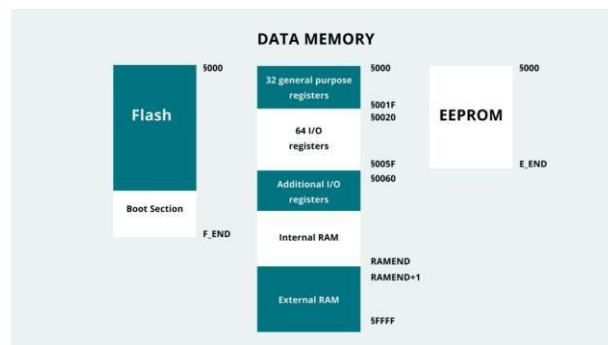 DATA MEMORY
§000
Flash
Boot Section
F_END
§000
32 general purpose
registers
§001F
§0020
64 I/O
registers
§005F
§0060
Additional I/O
registers
Internal RAM
RAMEND
RAMEND+1
External RAM
§FFFF
§000
EEPROM
E_END